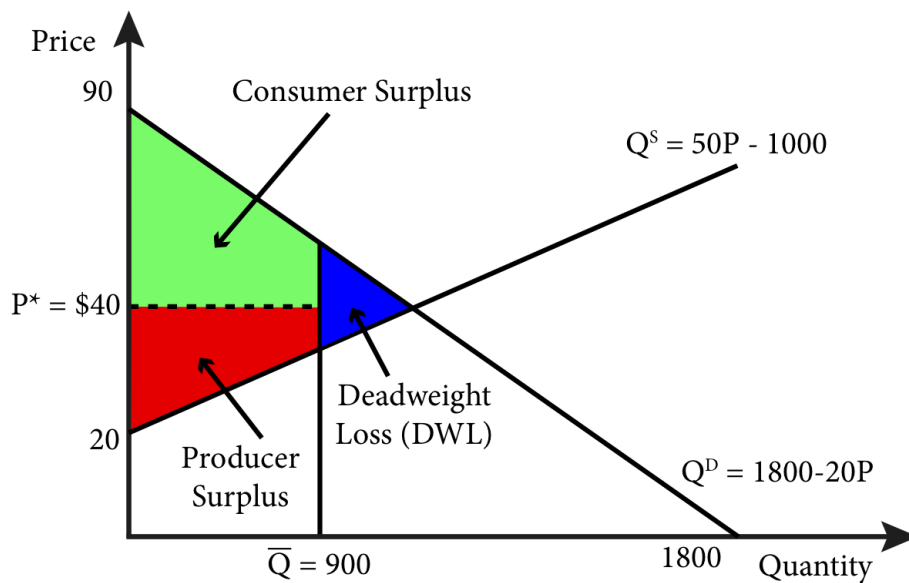 Price
90
Consumer Surplus
Qˢ = 50P - 1000
P* = $40
Deadweight
Loss (DWL)
20
Producer
Surplus
Qᴰ = 1800-20P
Q̅ = 900
1800
Quantity